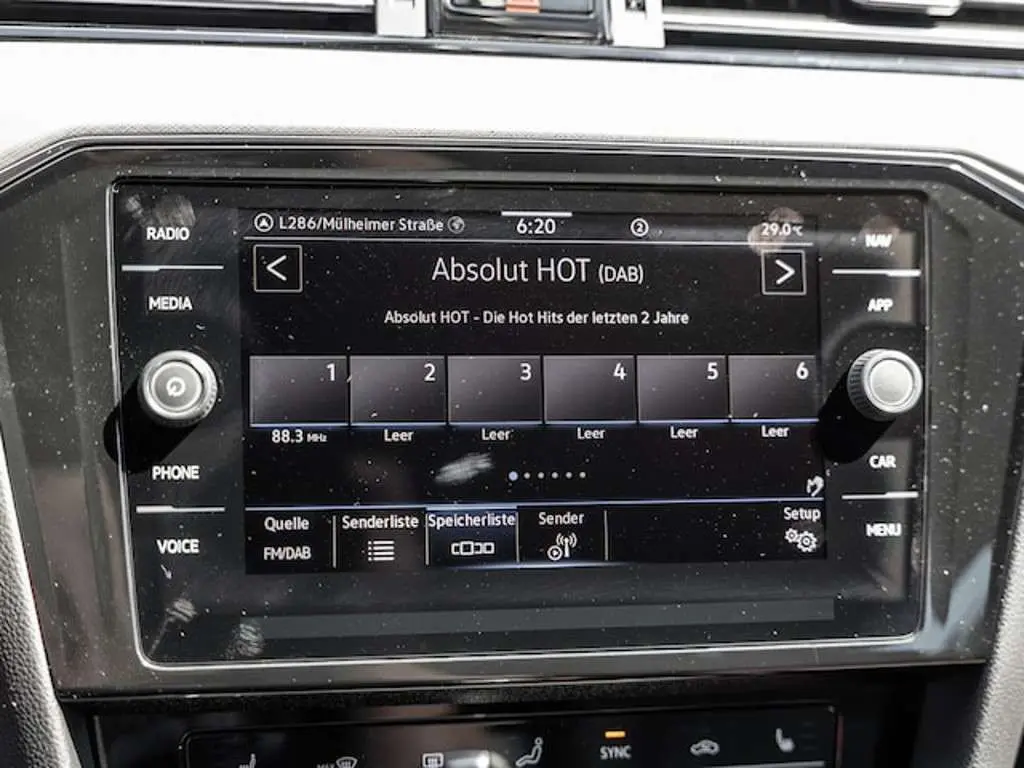 RADIO
MEDIA
PHONE
VOICE
L286/Mülheimer Straße
6:20
2
29.0°C
< Absolut HOT (DAB) >
Absolut HOT - Die Hot Hits der letzten 2 Jahre
1 2 3 4 5 6
88.3 MHz Leer Leer Leer Leer Leer
Quelle Senderliste Speicherliste Sender Setup
FM/DAB
NAV
APP
CAR
MENU
MAX
SYNC